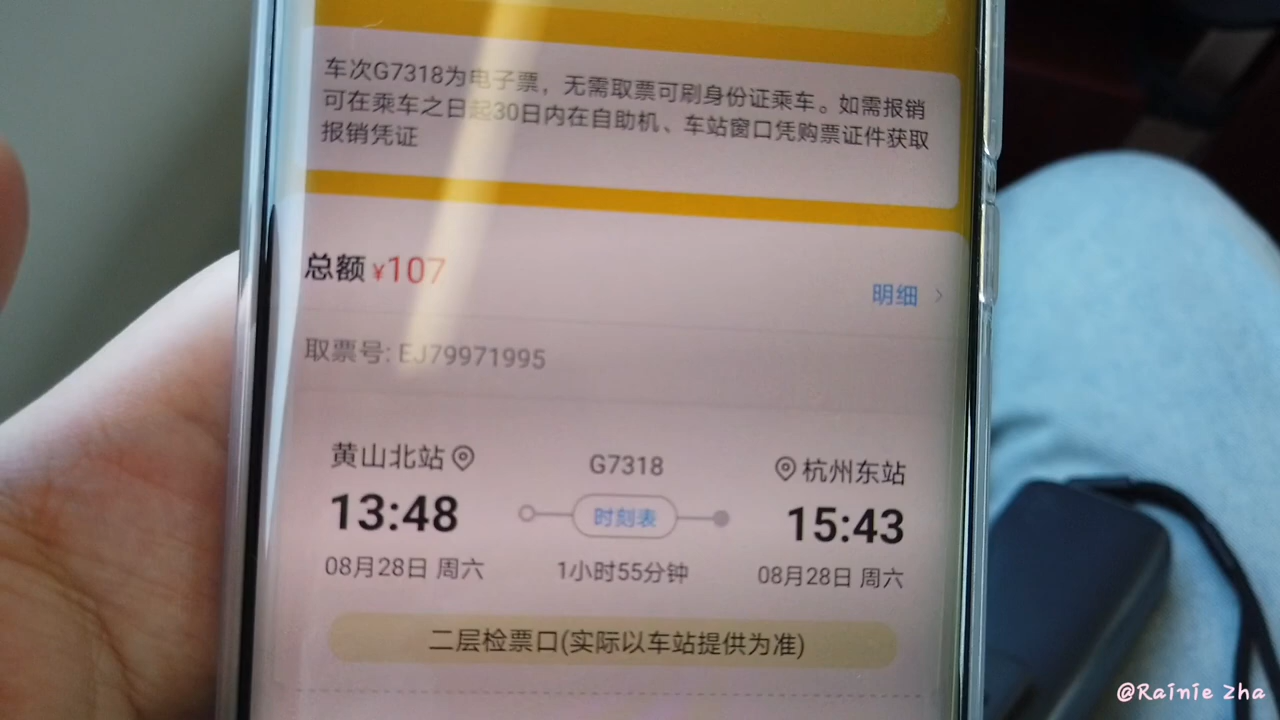 车次G7318为电子票，无需取票可刷身份证乘车。如需报销
可在乘车之日起30日内在自助机、车站窗口凭购票证件获取
报销凭证
总额 ¥107
明细 >
取票号: EJ79971995
黄山北站 G7318 杭州东站
13:48 时刻表 15:43
08月28日 周六 1小时55分钟 08月28日 周六
二层检票口(实际以车站提供为准)
@Rainie Zha